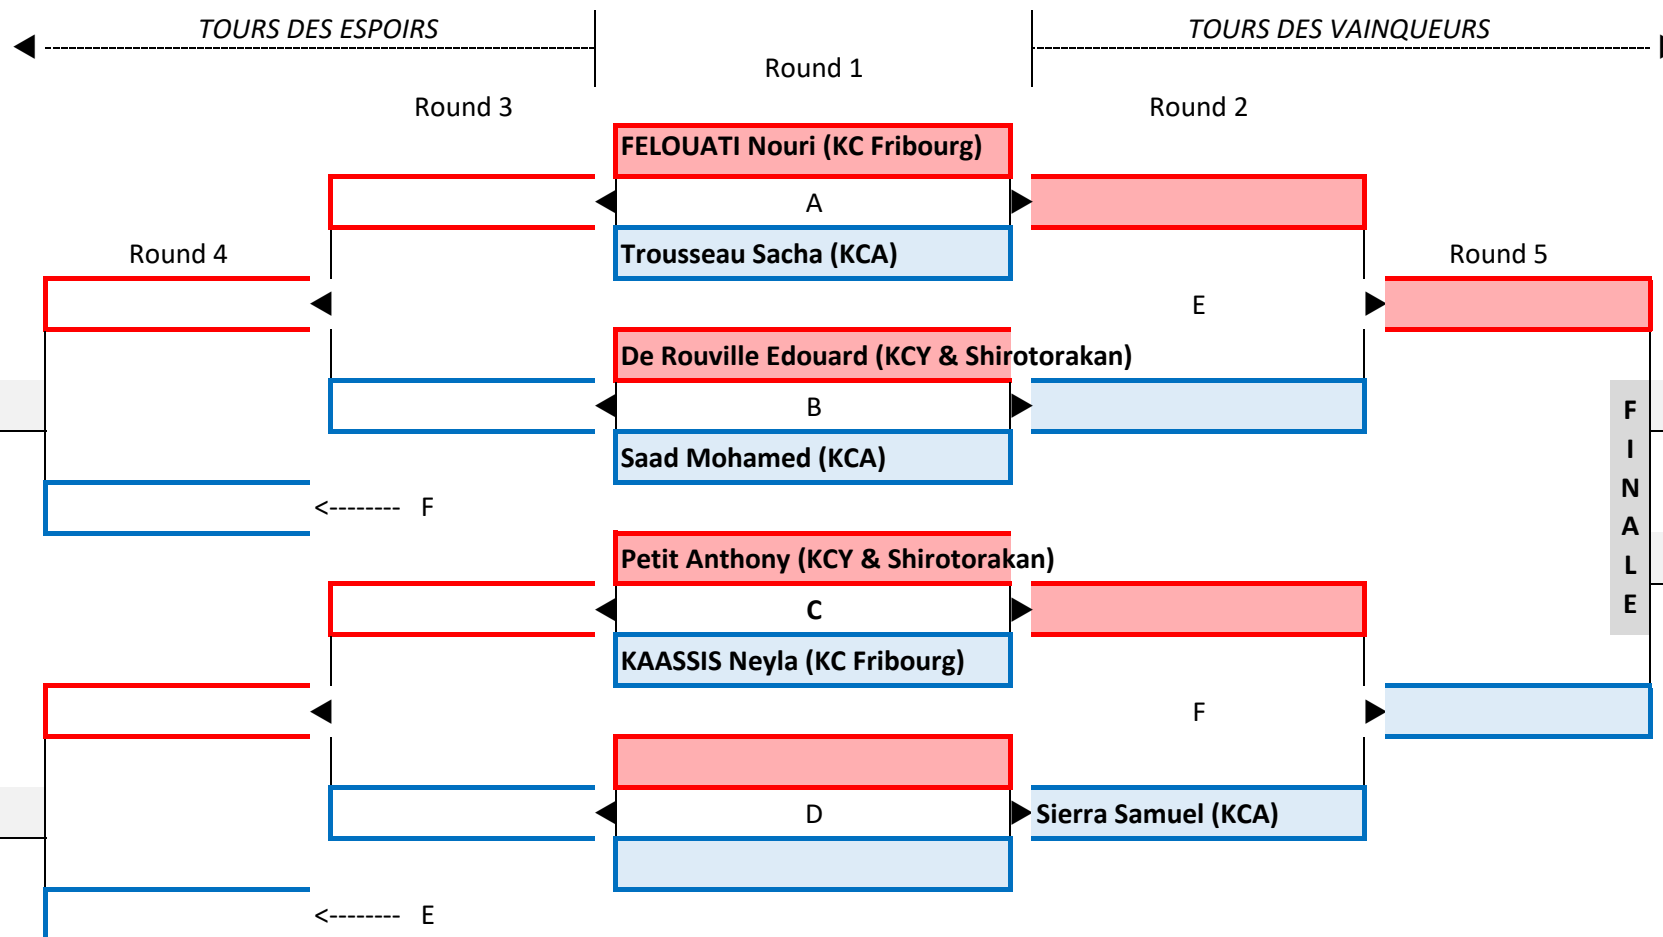 TOURS DES ESPOIRS
TOURS DES VAINQUEURS
Round 1
Round 3
Round 2
FELOUATI Nouri (KC Fribourg)
A
Trousseau Sacha (KCA)
Round 4
Round 5
E
De Rouville Edouard (KCY & Shirotorakan)
B
Saad Mohamed (KCA)
<-------- F
Petit Anthony (KCY & Shirotorakan)
C
KAASSIS Neyla (KC Fribourg)
F
D
Sierra Samuel (KCA)
<-------- E
F
I
N
A
L
E